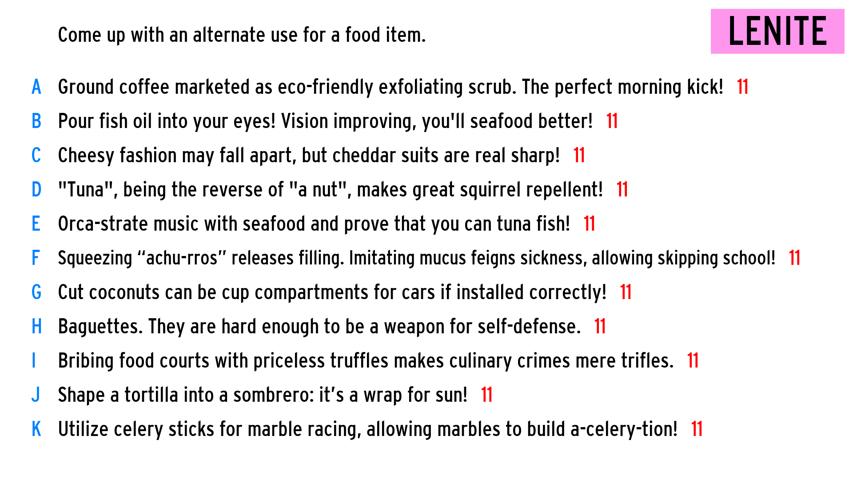 Come up with an alternate use for a food item.
LENITE
A Ground coffee marketed as eco-friendly exfoliating scrub. The perfect morning kick! 11
B Pour fish oil into your eyes! Vision improving, you'll seafood better! 11
C Cheesy fashion may fall apart, but cheddar suits are real sharp! 11
D "Tuna", being the reverse of "a nut", makes great squirrel repellent! 11
E Orca-strate music with seafood and prove that you can tuna fish! 11
F Squeezing “achu-rros” releases filling. Imitating mucus feigns sickness, allowing skipping school! 11
G Cut coconuts can be cup compartments for cars if installed correctly! 11
H Baguettes. They are hard enough to be a weapon for self-defense. 11
I Bribing food courts with priceless truffles makes culinary crimes mere trifles. 11
J Shape a tortilla into a sombrero: it’s a wrap for sun! 11
K Utilize celery sticks for marble racing, allowing marbles to build a-celery-tion! 11